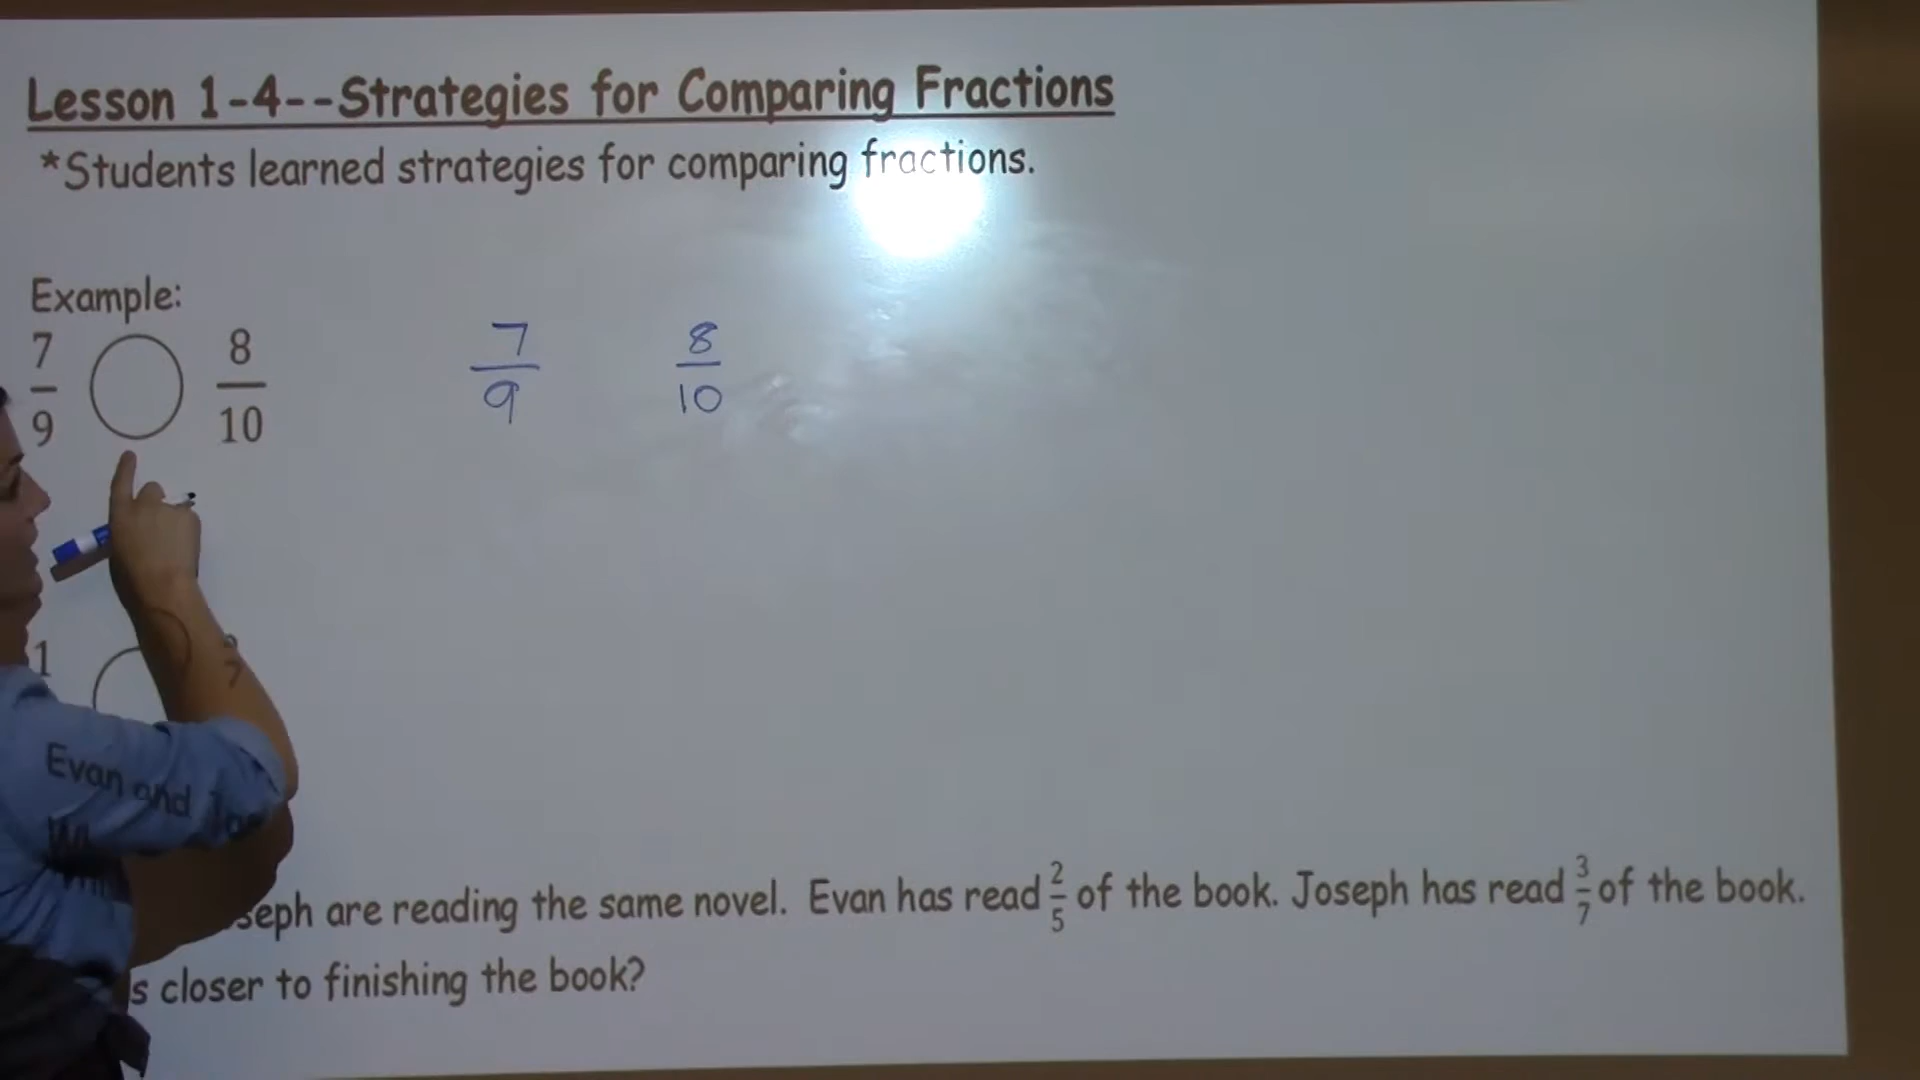 Lesson 1-4--Strategies for Comparing Fractions
*Students learned strategies for comparing fractions.
Example:
7/9 8/10 7/9 8/10
1
7
Evan and
seph are reading the same novel. Evan has read 2/5 of the book. Joseph has read 3/7 of the book.
s closer to finishing the book?